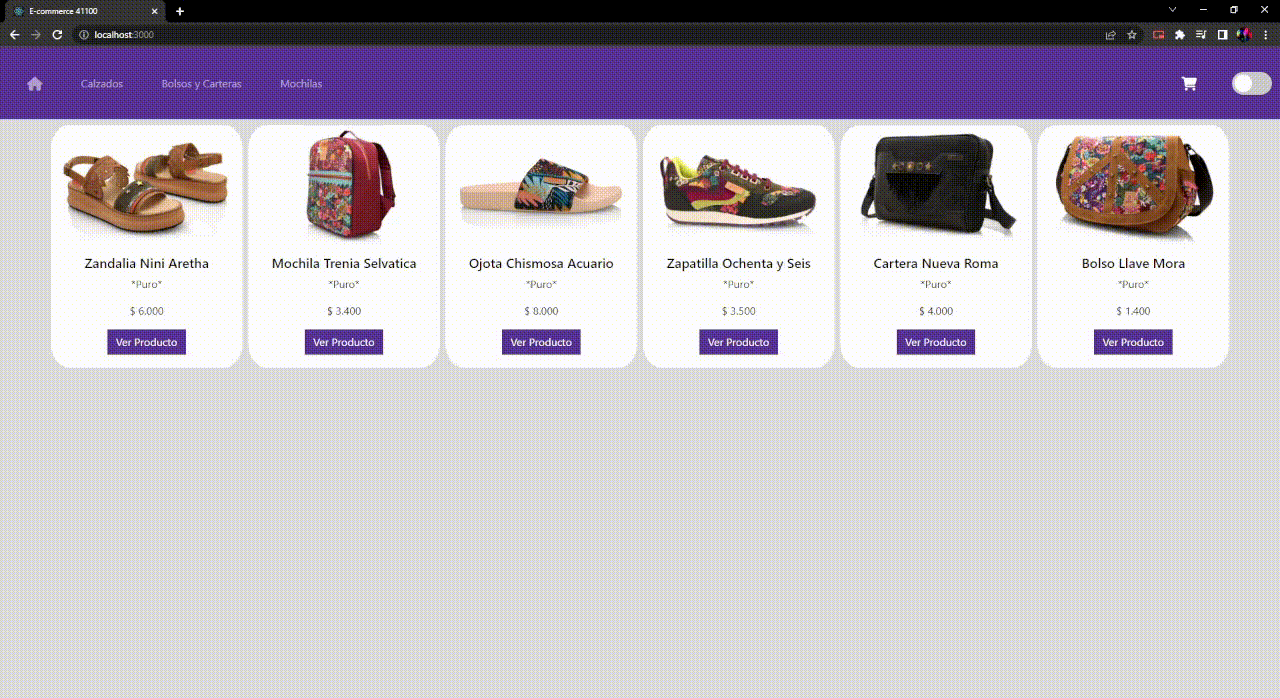 E-commerce 41100
localhost:3000
Calzados Bolsos y Carteras Mochilas
Zandalia Nini Aretha
*Puro*
$ 6.000
Ver Producto
Mochila Trenia Selvatica
*Puro*
$ 3.400
Ver Producto
Ojota Chismosa Acuario
*Puro*
$ 8.000
Ver Producto
Zapatilla Ochenta y Seis
*Puro*
$ 3.500
Ver Producto
Cartera Nueva Roma
*Puro*
$ 4.000
Ver Producto
Bolso Llave Mora
*Puro*
$ 1.400
Ver Producto